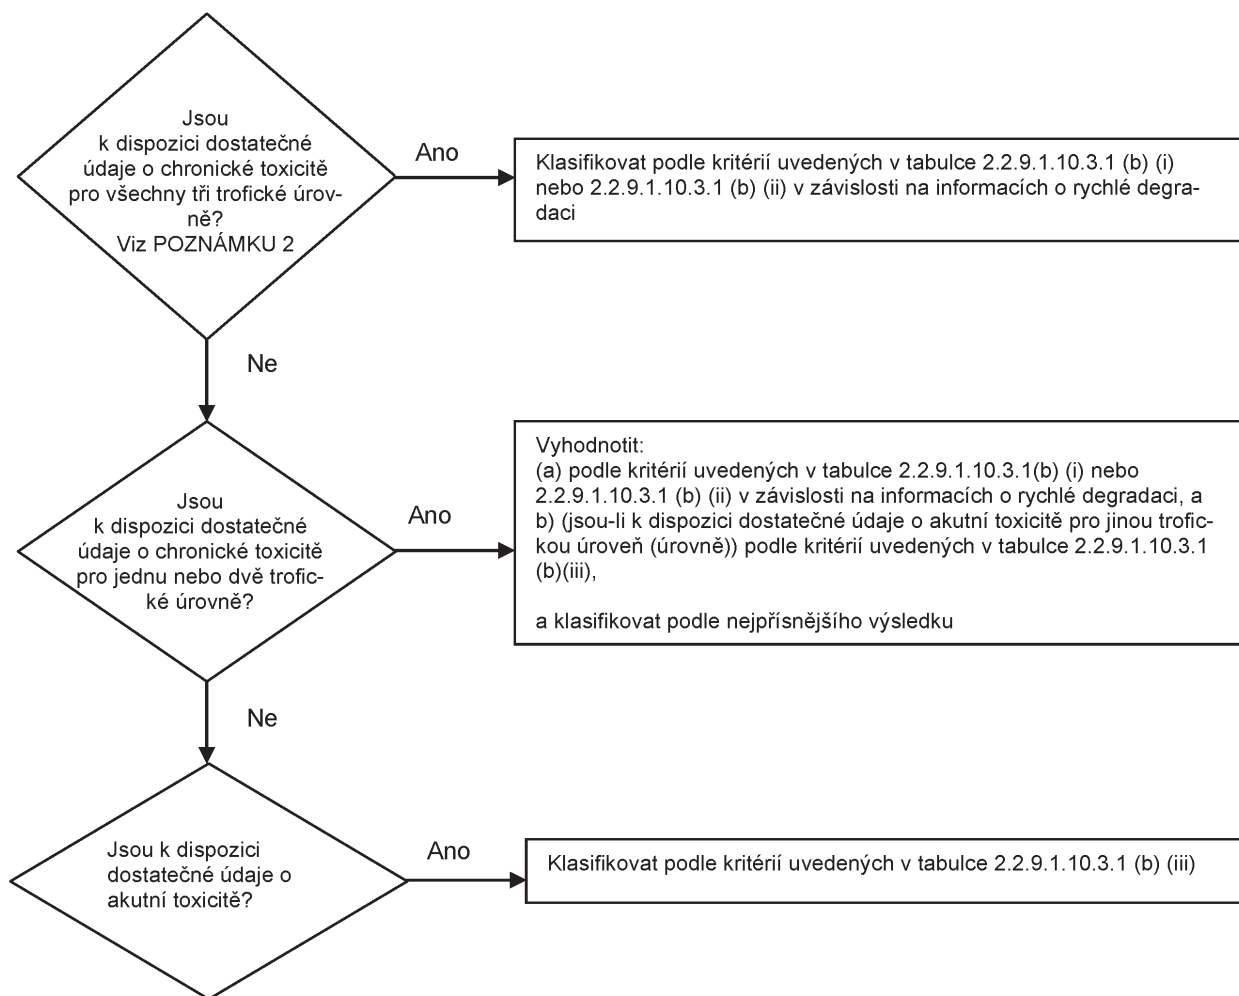 Jsou
k dispozici dostatečné
údaje o chronické toxicitě
pro všechny tři trofické úrov-
ně?
Viz POZNÁMKU 2
Ano
Klasifikovat podle kritérií uvedených v tabulce 2.2.9.1.10.3.1 (b) (i)
nebo 2.2.9.1.10.3.1 (b) (ii) v závislosti na informacích o rychlé degra-
daci
Ne
Jsou
k dispozici dostatečné
údaje o chronické toxicitě
pro jednu nebo dvě trofic-
ké úrovně?
Ano
Vyhodnotit:
(a) podle kritérií uvedených v tabulce 2.2.9.1.10.3.1(b) (i) nebo
2.2.9.1.10.3.1 (b) (ii) v závislosti na informacích o rychlé degradaci, a
b) (jsou-li k dispozici dostatečné údaje o akutní toxicitě pro jinou trofic-
kou úroveň (úrovně)) podle kritérií uvedených v tabulce 2.2.9.1.10.3.1
(b)(iii),
a klasifikovat podle nejpřísnějšího výsledku
Ne
Jsou k dispozici
dostatečné údaje o
akutní toxicitě?
Ano
Klasifikovat podle kritérií uvedených v tabulce 2.2.9.1.10.3.1 (b) (iii)